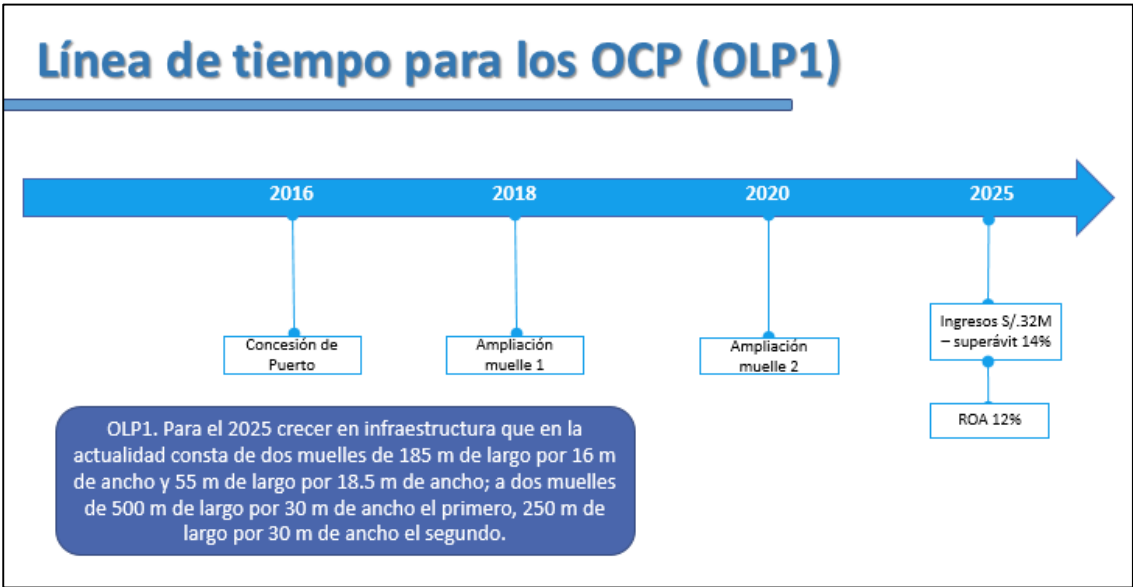 Línea de tiempo para los OCP (OLP1)
2016
2018
2020
2025
Concesión de
Puerto
Ampliación
muelle 1
Ampliación
muelle 2
Ingresos S/.32M
– superávit 14%
ROA 12%
OLP1. Para el 2025 crecer en infraestructura que en la
actualidad consta de dos muelles de 185 m de largo por 16 m
de ancho y 55 m de largo por 18.5 m de ancho; a dos muelles
de 500 m de largo por 30 m de ancho el primero, 250 m de
largo por 30 m de ancho el segundo.